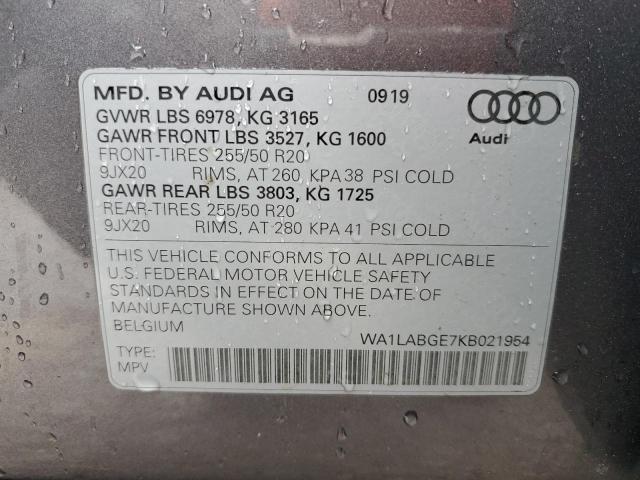 MFD. BY AUDI AG 0919
GVWR LBS 6978, KG 3165
GAWR FRONT LBS 3527, KG 1600
FRONT-TIRES 255/50 R20
9JX20 RIMS, AT 260 KPA 38 PSI COLD
GAWR REAR LBS 3803, KG 1725
REAR-TIRES 255/50 R20
9JX20 RIMS, AT 280 KPA 41 PSI COLD
Audi
THIS VEHICLE CONFORMS TO ALL APPLICABLE
U.S. FEDERAL MOTOR VEHICLE SAFETY
STANDARDS IN EFFECT ON THE DATE OF
MANUFACTURE SHOWN ABOVE.
BELGIUM
WA1LABGE7KB021954
TYPE:
MPV